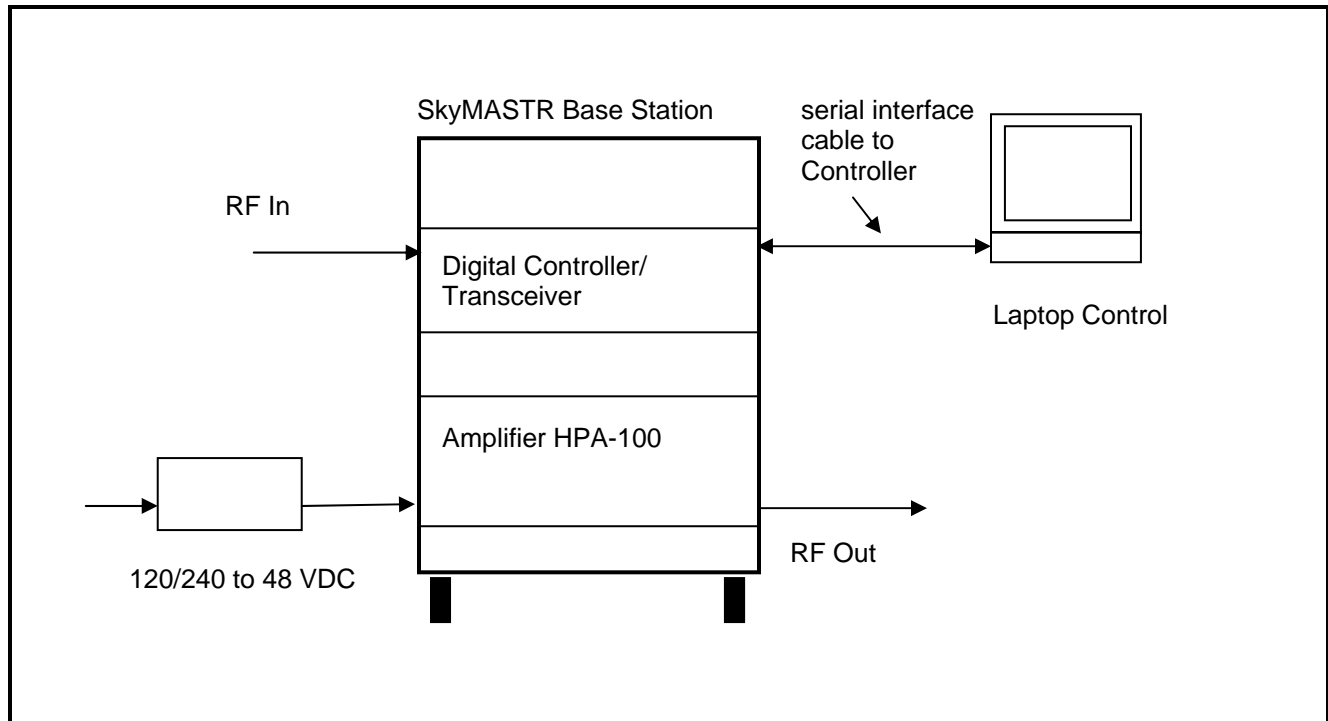 SkyMASTR Base Station
serial interface
cable to
Controller
RF In
Digital Controller/
Transceiver
Laptop Control
Amplifier HPA-100
RF Out
120/240 to 48 VDC